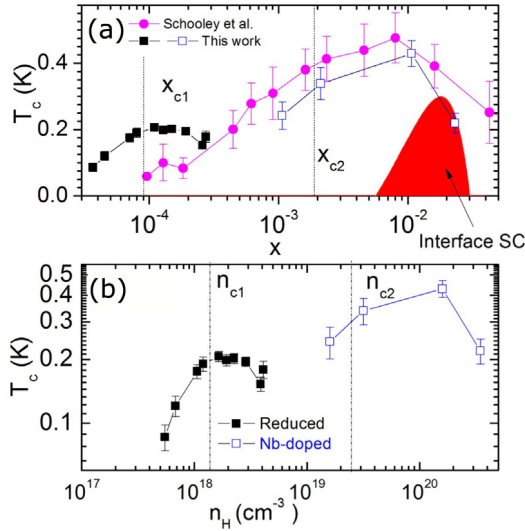 (a)
Schooley et al.
This work
x_c1
x_c2
T_c (K)
0.4
0.2
0.0
10^-4
10^-3
10^-2
x
Interface SC
(b)
n_c1
n_c2
T_c (K)
0.5
0.4
0.3
0.2
0.1
Reduced
Nb-doped
10^17
10^18
10^19
10^20
n_H (cm^-3)